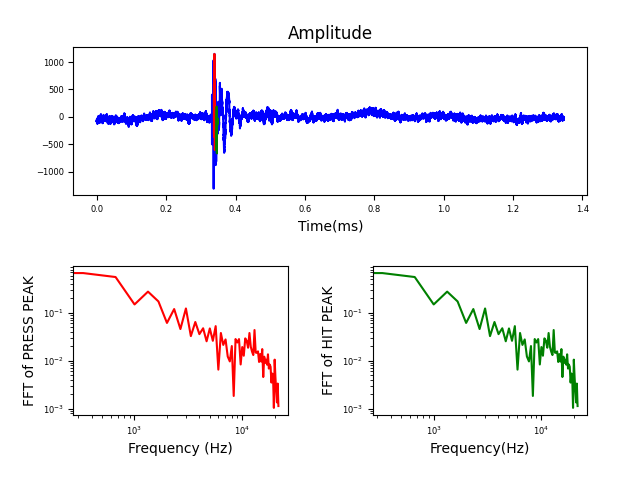 Amplitude
1000
500
0
−500
−1000
0.0 0.2 0.4 0.6 0.8 1.0 1.2 1.4
Time(ms)
FFT of PRESS PEAK
10⁻¹
10⁻²
10⁻³
10³ 10⁴
Frequency (Hz)
FFT of HIT PEAK
10⁻¹
10⁻²
10⁻³
10³ 10⁴
Frequency(Hz)